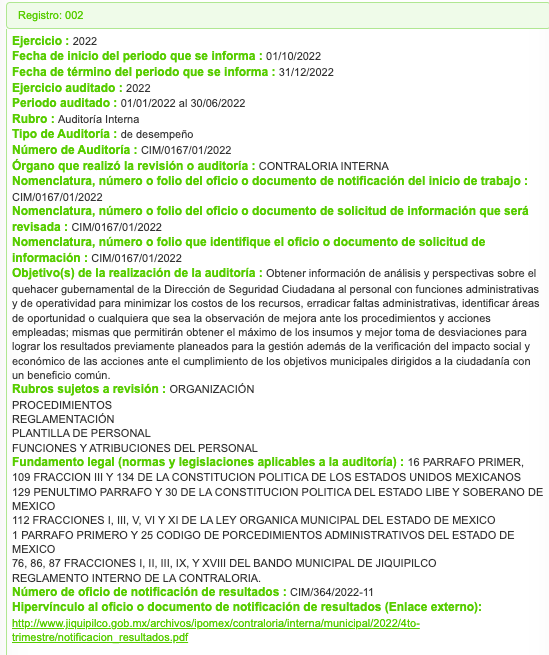 Registro: 002
Ejercicio : 2022
Fecha de inicio del periodo que se informa : 01/10/2022
Fecha de término del periodo que se informa : 31/12/2022
Ejercicio auditado : 2022
Periodo auditado : 01/01/2022 al 30/06/2022
Rubro : Auditoría Interna
Tipo de Auditoría : de desempeño
Número de Auditoría : CIM/0167/01/2022
Órgano que realizó la revisión o auditoría : CONTRALORIA INTERNA
Nomenclatura, número o folio del oficio o documento de notificación del inicio de trabajo :
CIM/0167/01/2022
Nomenclatura, número o folio del oficio o documento de solicitud de información que será
revisada : CIM/0167/01/2022
Nomenclatura, número o folio que identifique el oficio o documento de solicitud de
información : CIM/0167/01/2022
Objetivo(s) de la realización de la auditoría : Obtener información de análisis y perspectivas sobre el
quehacer gubernamental de la Dirección de Seguridad Ciudadana al personal con funciones administrativas
y de operatividad para minimizar los costos de los recursos, erradicar faltas administrativas, identificar áreas
de oportunidad o cualquiera que sea la observación de mejora ante los procedimientos y acciones
empleadas; mismas que permitirán obtener el máximo de los insumos y mejor toma de desviaciones para
lograr los resultados previamente planeados para la gestión además de la verificación del impacto social y
económico de las acciones ante el cumplimiento de los objetivos municipales dirigidos a la ciudadanía con
un beneficio común.
Rubros sujetos a revisión : ORGANIZACIÓN
PROCEDIMIENTOS
REGLAMENTACIÓN
PLANTILLA DE PERSONAL
FUNCIONES Y ATRIBUCIONES DEL PERSONAL
Fundamento legal (normas y legislaciones aplicables a la auditoría) : 16 PARRAFO PRIMER,
109 FRACCION III Y 134 DE LA CONSTITUCION POLITICA DE LOS ESTADOS UNIDOS MEXICANOS
129 PENULTIMO PARRAFO Y 30 DE LA CONSTITUCION POLITICA DEL ESTADO LIBE Y SOBERANO DE
MEXICO
112 FRACCIONES I, III, V, VI Y XI DE LA LEY ORGANICA MUNICIPAL DEL ESTADO DE MEXICO
1 PARRAFO PRIMERO Y 25 CODIGO DE PORCEDIMIENTOS ADMINISTRATIVOS DEL ESTADO DE
MEXICO
76, 86, 87 FRACCIONES I, II, III, IX, Y XVIII DEL BANDO MUNICIPAL DE JIQUIPILCO
REGLAMENTO INTERNO DE LA CONTRALORIA.
Número de oficio de notificación de resultados : CIM/364/2022-11
Hipervínculo al oficio o documento de notificación de resultados (Enlace externo):
http://www.jiquipilco.gob.mx/archivos/ipomex/contraloria/interna/municipal/2022/4to-
trimestre/notificacion_resultados.pdf